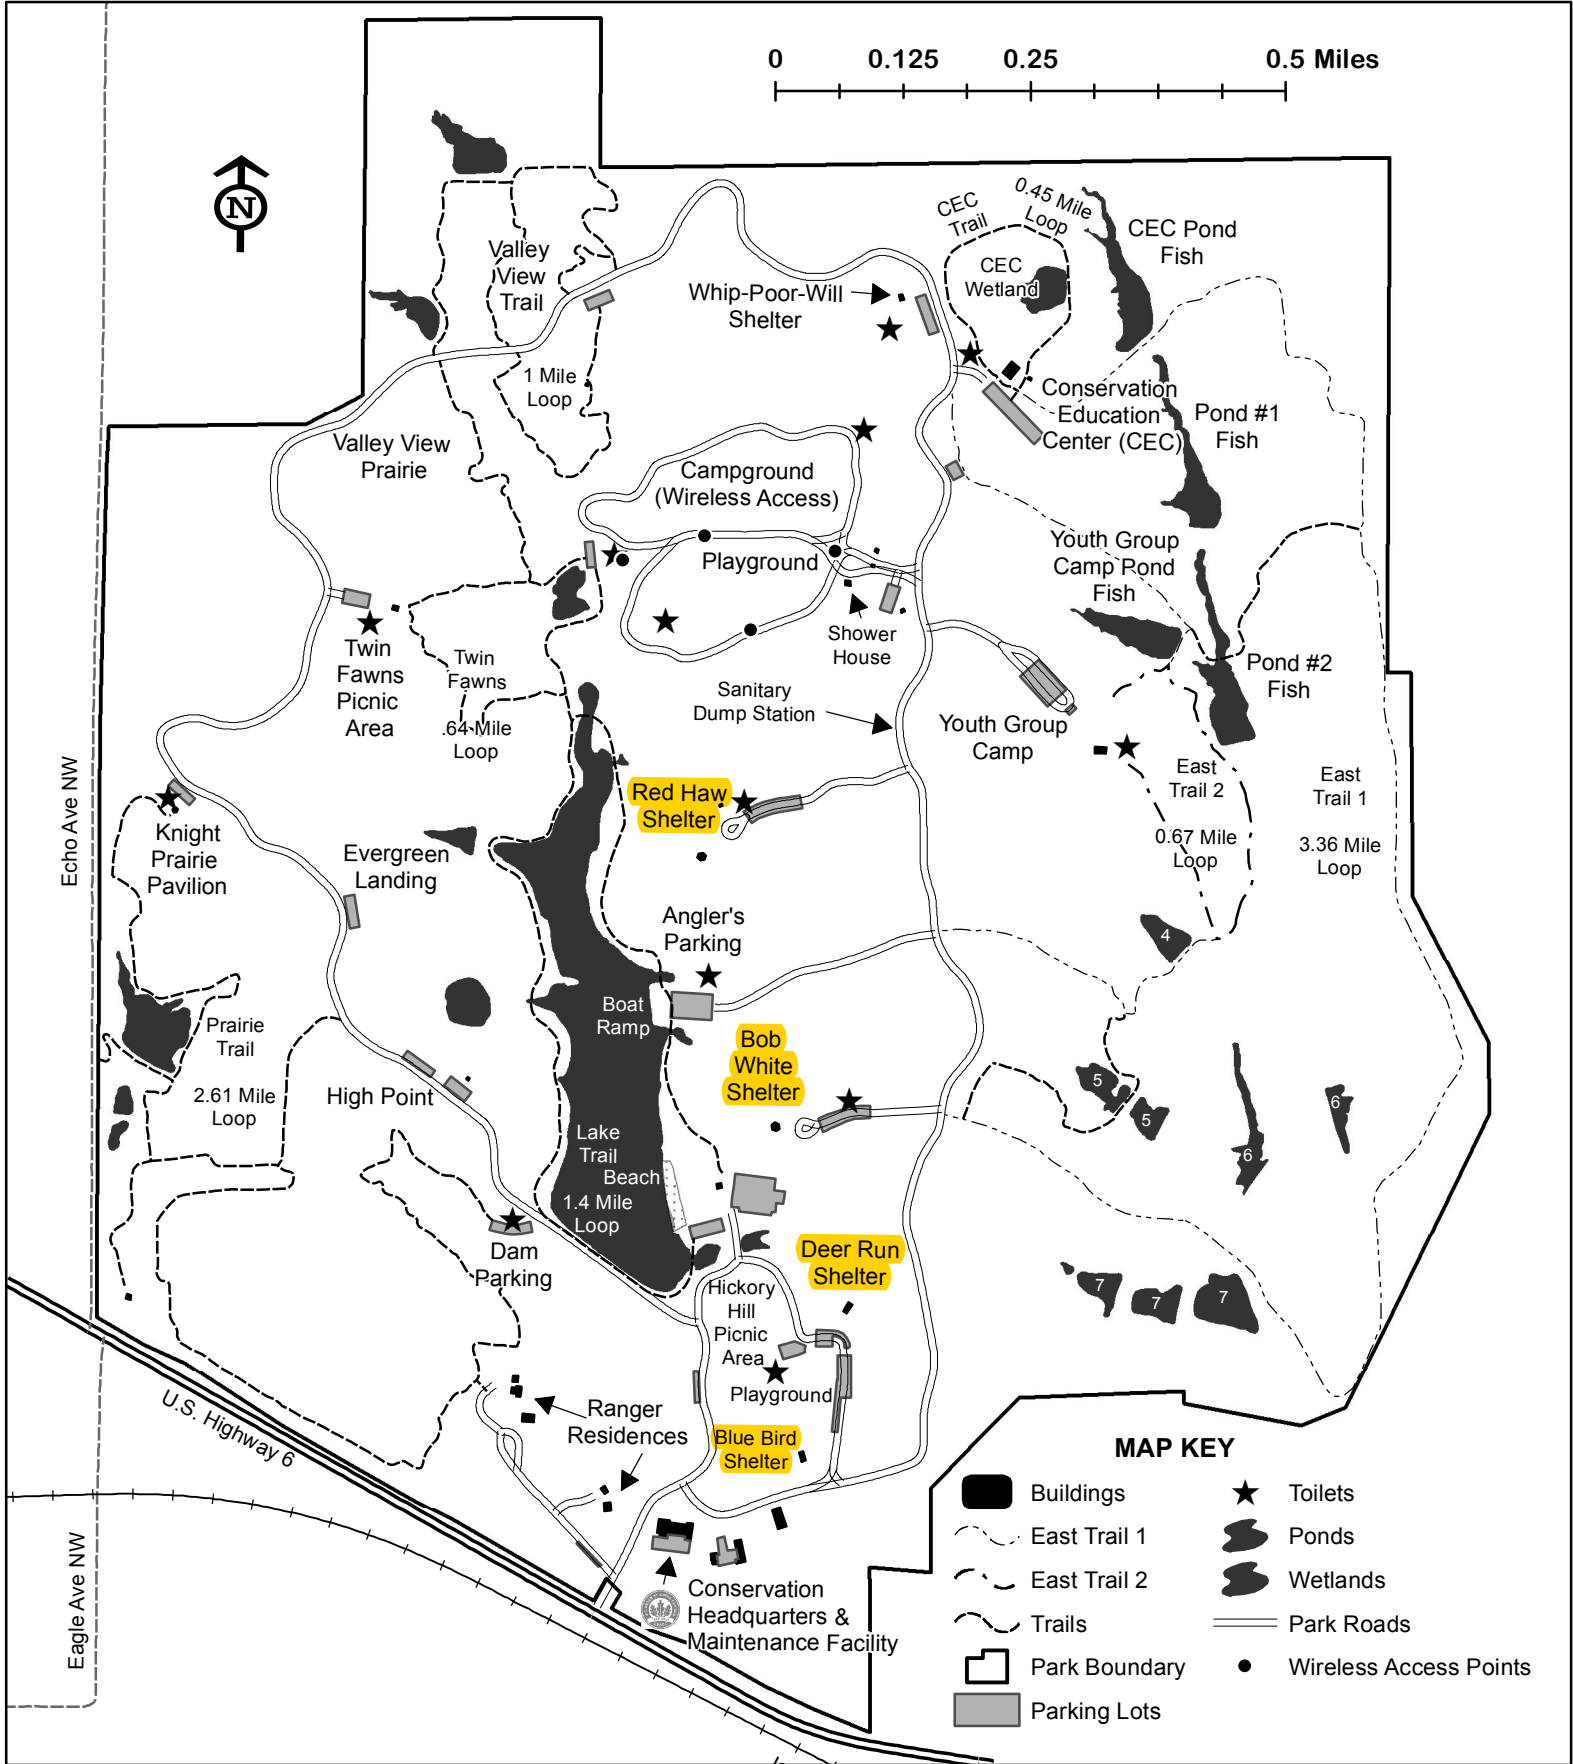 0 0.125 0.25 0.5 Miles
N
Valley
View
Trail
1 Mile
Loop
Valley View
Prairie
Whip-Poor-Will
Shelter
CEC
Trail
0.45 Mile
Loop
CEC
Wetland
CEC Pond
Fish
Conservation
Education
Center (CEC)
Pond #1
Fish
Campground
(Wireless Access)
Playground
Shower
House
Youth Group
Camp Pond
Fish
Pond #2
Fish
Twin
Fawns
Picnic
Area
Twin
Fawns
.64 Mile
Loop
Sanitary
Dump Station
Youth Group
Camp
East
Trail 2
0.67 Mile
Loop
East
Trail 1
3.36 Mile
Loop
Echo Ave NW
Knight
Prairie
Pavilion
Evergreen
Landing
Red Haw
Shelter
Angler's
Parking
4
Boat
Ramp
Prairie
Trail
2.61 Mile
Loop
High Point
Bob
White
Shelter
5
5
6
6
Lake
Trail
Beach
1.4 Mile
Loop
Dam
Parking
Deer Run
Shelter
7
7
7
Hickory
Hill
Picnic
Area
Playground
Ranger
Residences
Blue Bird
Shelter
U.S. Highway 6
Eagle Ave NW
Conservation
Headquarters &
Maintenance Facility
MAP KEY
Buildings
East Trail 1
East Trail 2
Trails
Park Boundary
Parking Lots
Toilets
Ponds
Wetlands
Park Roads
Wireless Access Points